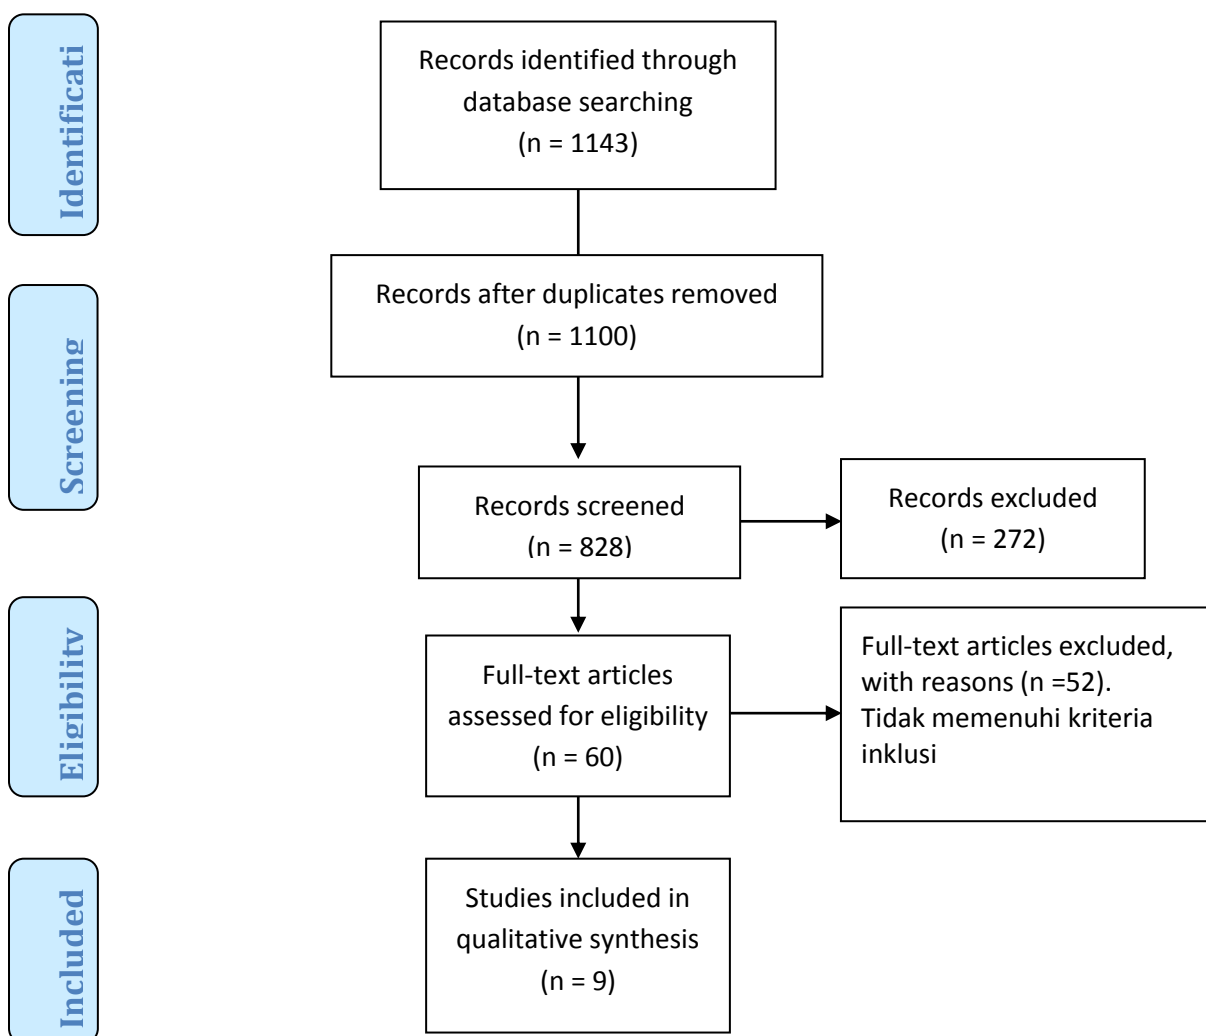 Identificati
Records identified through
database searching
(n = 1143)
Records after duplicates removed
(n = 1100)
Screening
Records screened
(n = 828)
Records excluded
(n = 272)
Eligibility
Full-text articles
assessed for eligibility
(n = 60)
Full-text articles excluded,
with reasons (n =52).
Tidak memenuhi kriteria
inklusi
Included
Studies included in
qualitative synthesis
(n = 9)